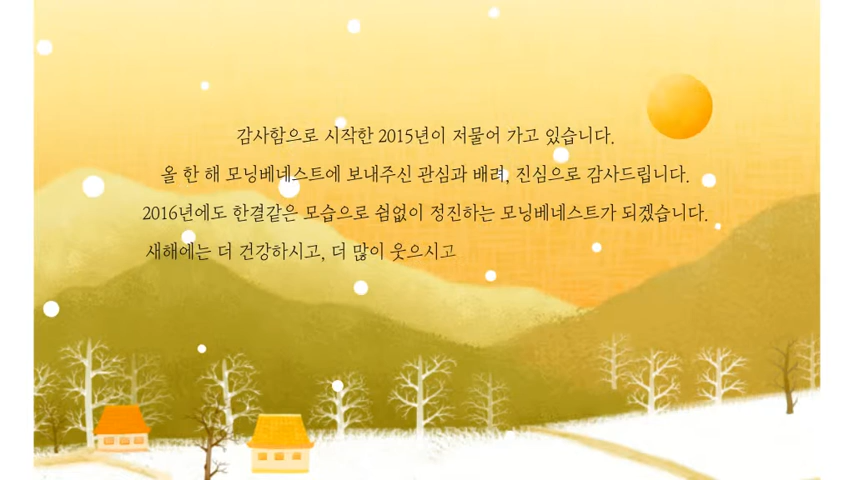 감사함으로 시작한 2015년이 저물어 가고 있습니다.
올 한 해 모닝베네스트에 보내주신 관심과 배려, 진심으로 감사드립니다.
2016년에도 한결같은 모습으로 쉼없이 정진하는 모닝베네스트가 되겠습니다.
새해에는 더 건강하시고, 더 많이 웃으시고